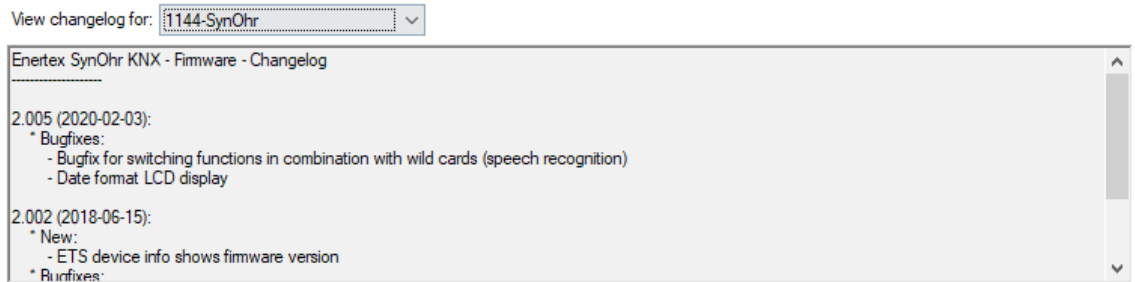 View changelog for: 1144-SynOhr
Enertex SynOhr KNX - Firmware - Changelog
--------------------
2.005 (2020-02-03):
* Bugfixes:
- Bugfix for switching functions in combination with wild cards (speech recognition)
- Date format LCD display
2.002 (2018-06-15):
* New:
- ETS device info shows firmware version
* Bugfixes: